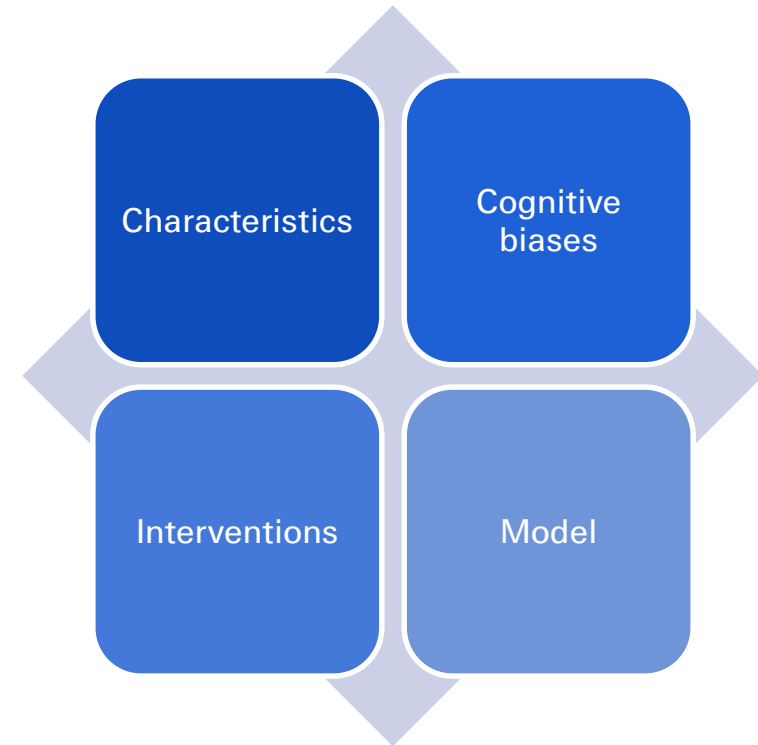 Characteristics
Cognitive
biases
Interventions
Model